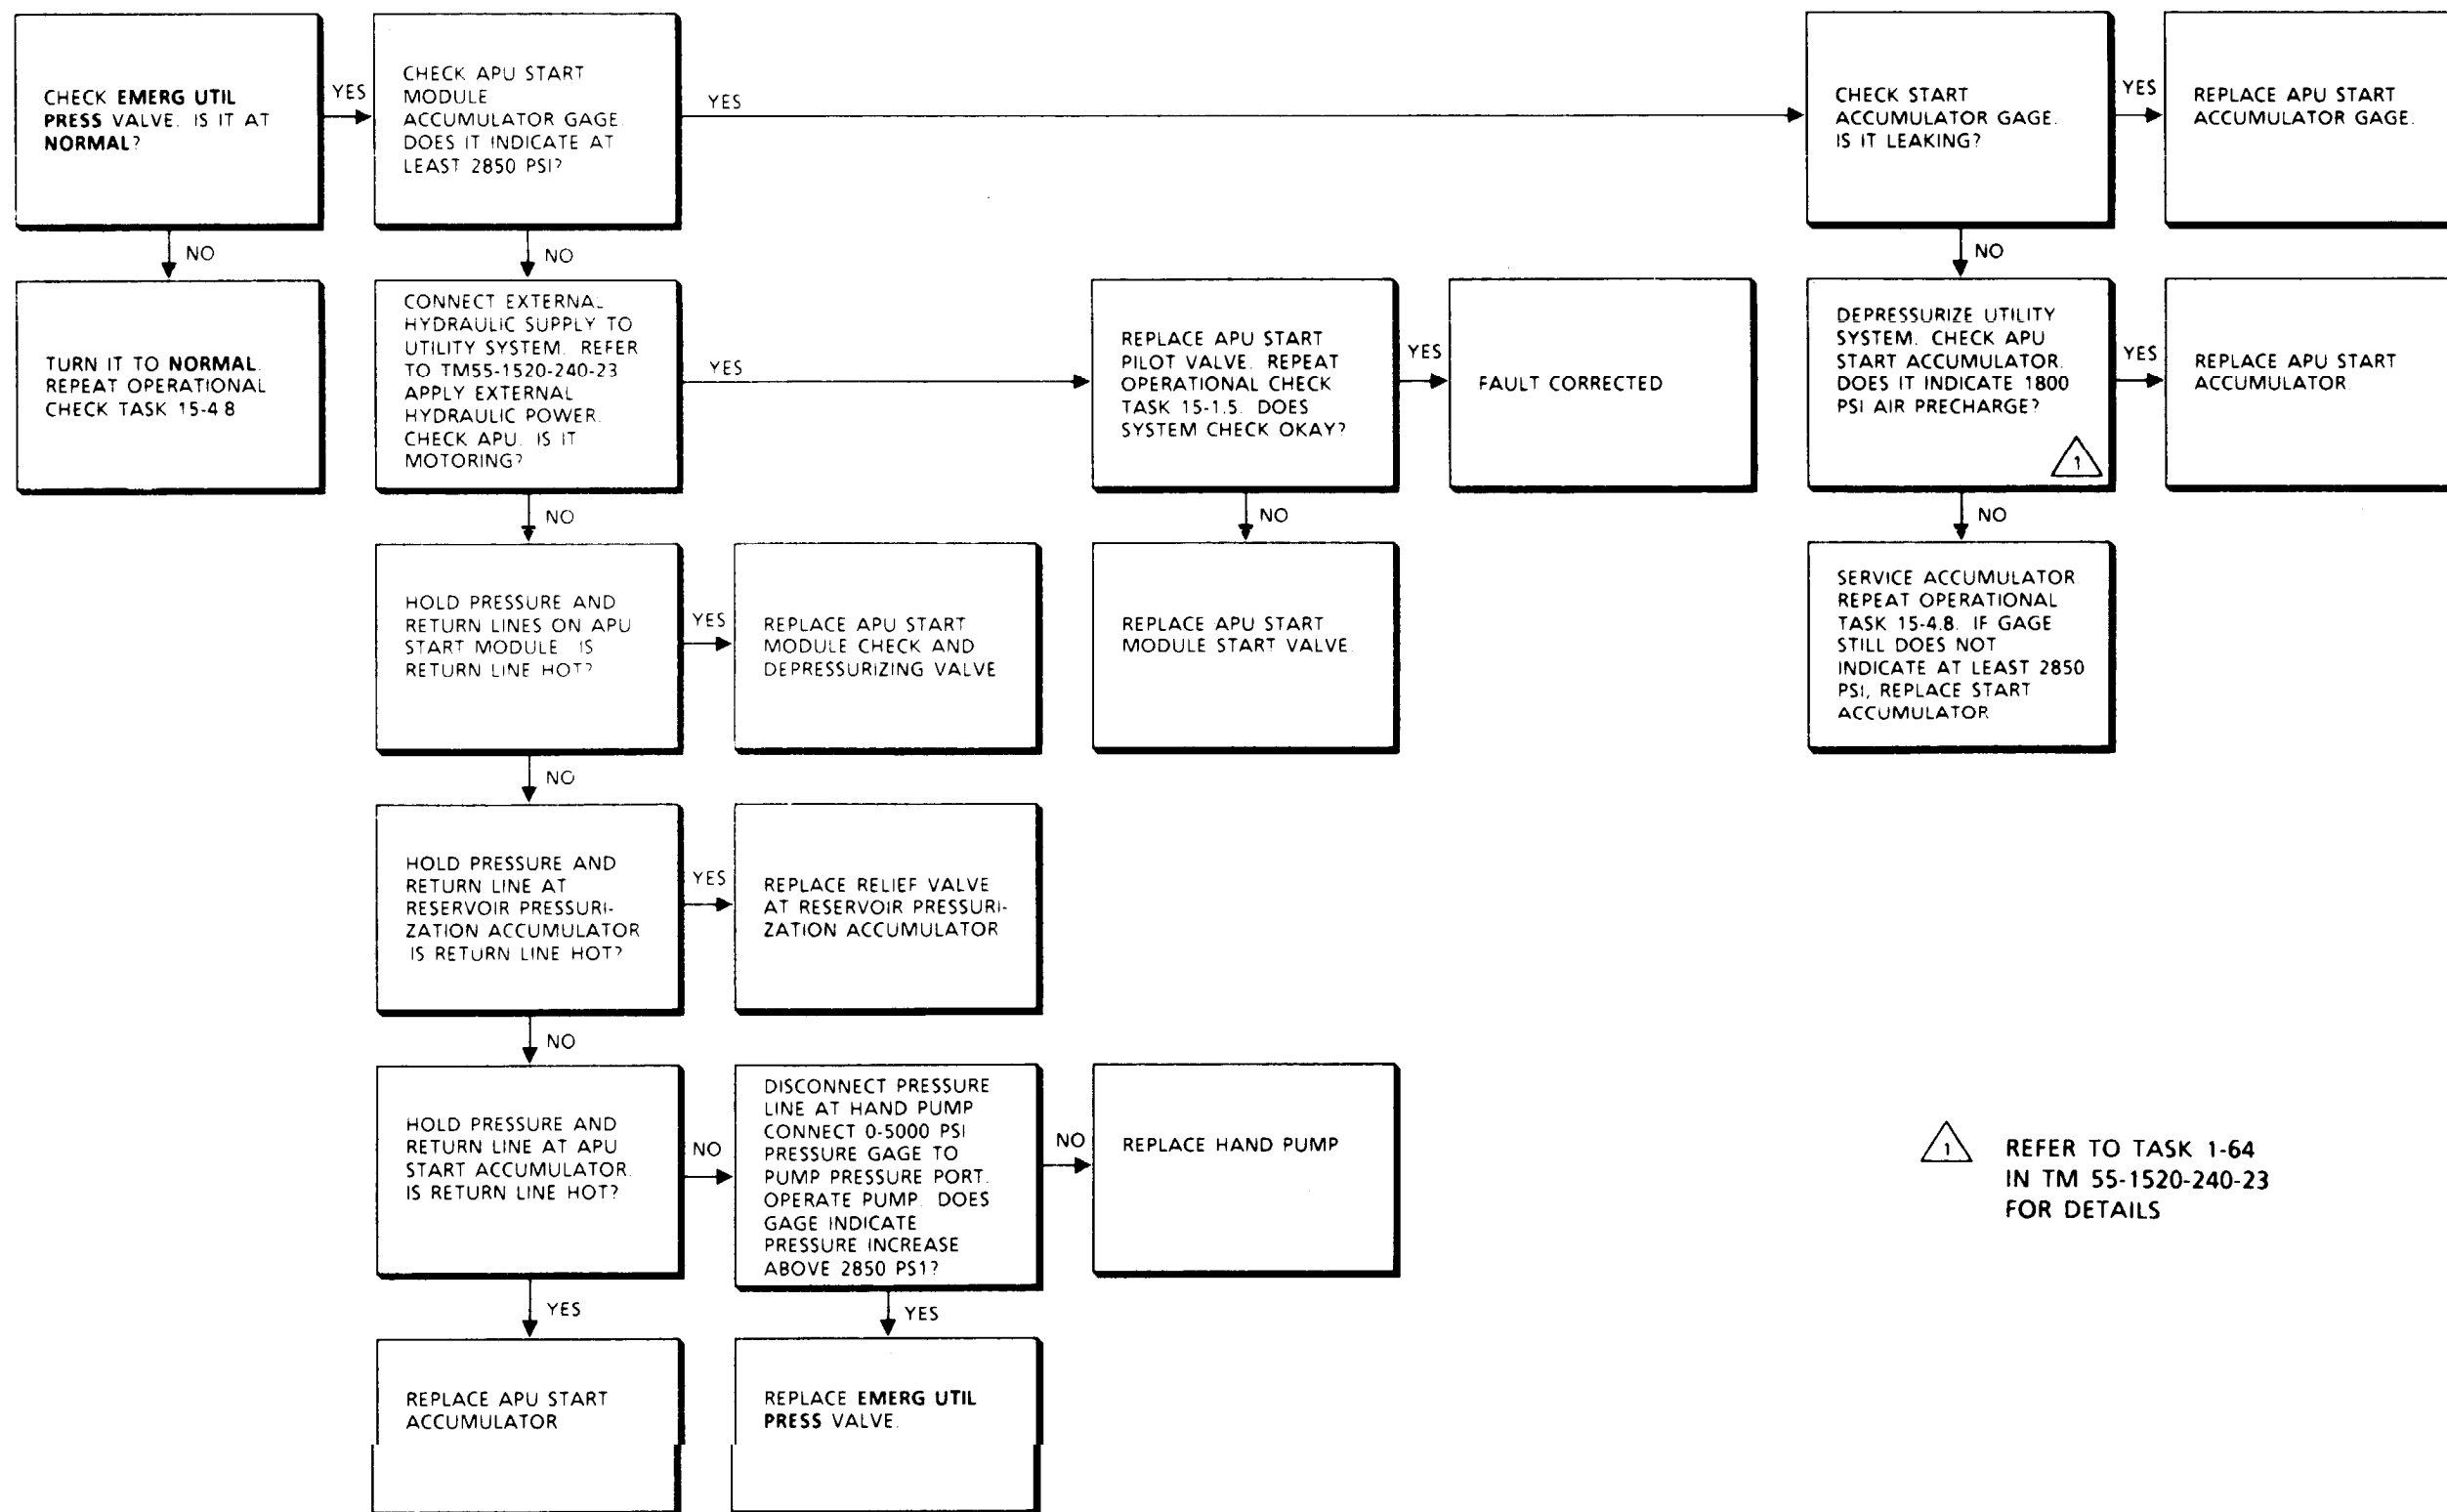 CHECK EMERG UTIL
PRESS VALVE. IS IT AT
NORMAL?
YES
NO
CHECK APU START
MODULE
ACCUMULATOR GAGE.
DOES IT INDICATE AT
LEAST 2850 PSI?
YES
NO
CHECK START
ACCUMULATOR GAGE.
IS IT LEAKING?
YES
NO
REPLACE APU START
ACCUMULATOR GAGE.
TURN IT TO NORMAL.
REPEAT OPERATIONAL
CHECK TASK 15-4 8
CONNECT EXTERNAL
HYDRAULIC SUPPLY TO
UTILITY SYSTEM. REFER
TO TM55-1520-240-23
APPLY EXTERNAL
HYDRAULIC POWER.
CHECK APU. IS IT
MOTORING?
YES
NO
REPLACE APU START
PILOT VALVE. REPEAT
OPERATIONAL CHECK
TASK 15-1.5. DOES
SYSTEM CHECK OKAY?
YES
NO
FAULT CORRECTED
DEPRESSURIZE UTILITY
SYSTEM. CHECK APU
START ACCUMULATOR.
DOES IT INDICATE 1800
PSI AIR PRECHARGE?
1
YES
NO
REPLACE APU START
ACCUMULATOR
HOLD PRESSURE AND
RETURN LINES ON APU
START MODULE IS
RETURN LINE HOT?
YES
NO
REPLACE APU START
MODULE CHECK AND
DEPRESSURIZING VALVE
REPLACE APU START
MODULE START VALVE.
SERVICE ACCUMULATOR
REPEAT OPERATIONAL
TASK 15-4.8. IF GAGE
STILL DOES NOT
INDICATE AT LEAST 2850
PSI, REPLACE START
ACCUMULATOR
HOLD PRESSURE AND
RETURN LINE AT
RESERVOIR PRESSURI-
ZATION ACCUMULATOR
IS RETURN LINE HOT?
YES
NO
REPLACE RELIEF VALVE
AT RESERVOIR PRESSURI-
ZATION ACCUMULATOR
HOLD PRESSURE AND
RETURN LINE AT APU
START ACCUMULATOR.
IS RETURN LINE HOT?
NO
YES
DISCONNECT PRESSURE
LINE AT HAND PUMP
CONNECT 0-5000 PSI
PRESSURE GAGE TO
PUMP PRESSURE PORT.
OPERATE PUMP. DOES
GAGE INDICATE
PRESSURE INCREASE
ABOVE 2850 PS1?
NO
YES
REPLACE HAND PUMP
REPLACE APU START
ACCUMULATOR
REPLACE EMERG UTIL
PRESS VALVE.
1
REFER TO TASK 1-64
IN TM 55-1520-240-23
FOR DETAILS